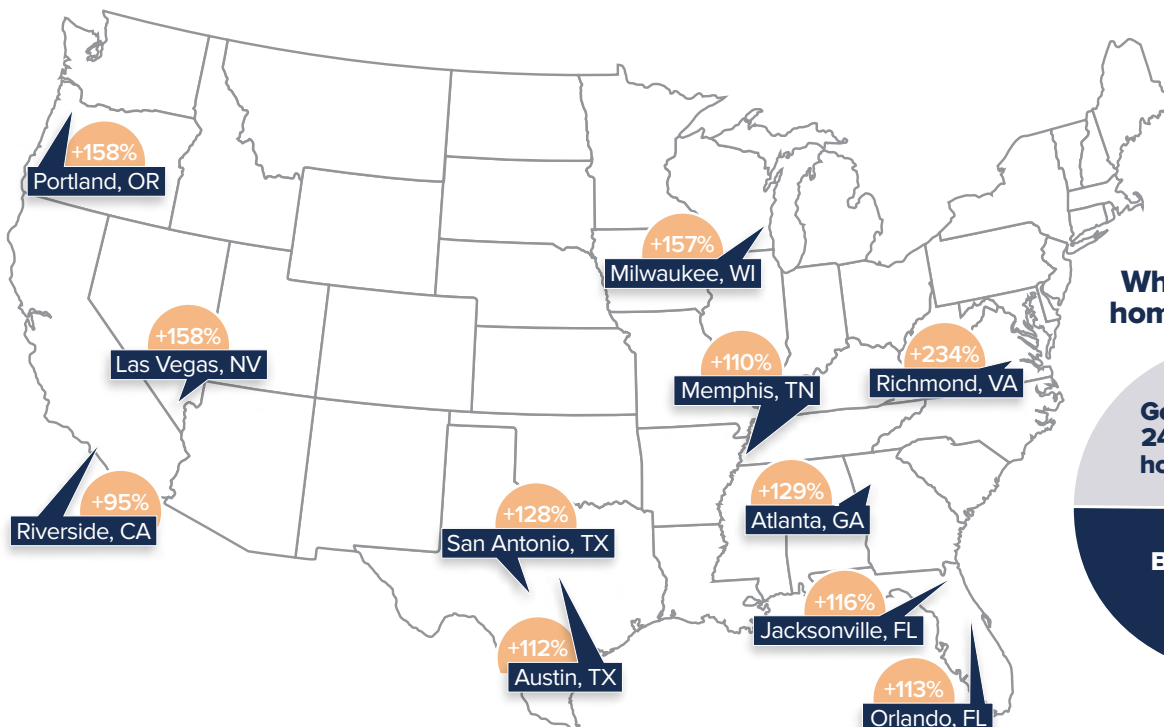 +158%
Portland, OR
+157%
Milwaukee, WI
+158%
Las Vegas, NV
+110%
Memphis, TN
+234%
Richmond, VA
+95%
Riverside, CA
+128%
San Antonio, TX
+129%
Atlanta, GA
+116%
Jacksonville, FL
+112%
Austin, TX
+113%
Orlando, FL
24